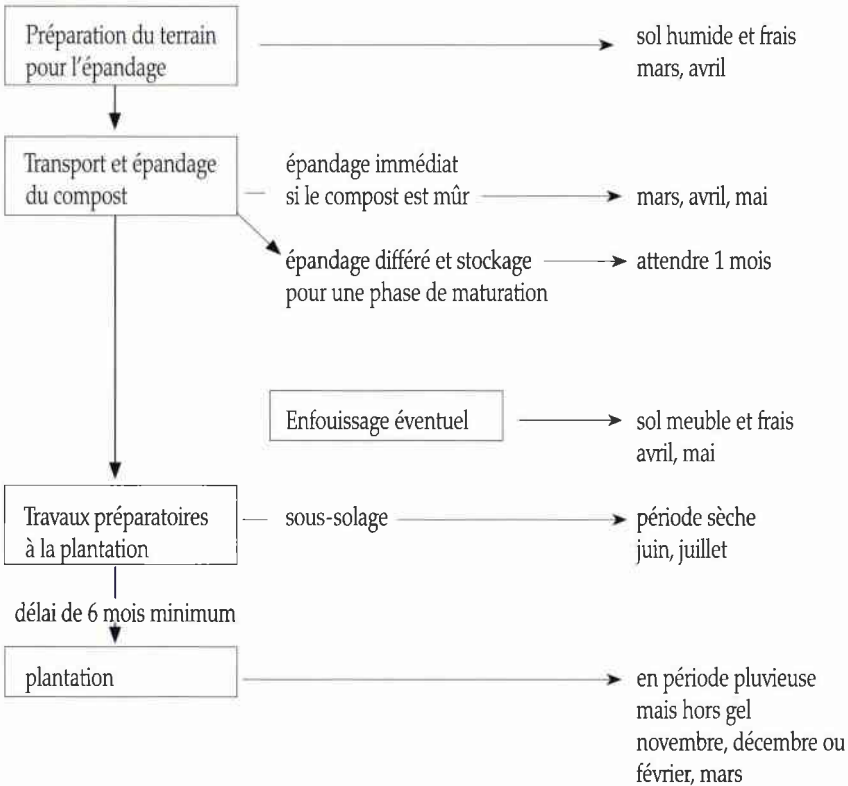 Préparation du terrain
pour l'épandage
sol humide et frais
mars, avril
Transport et épandage
du compost
épandage immédiat
si le compost est mûr
mars, avril, mai
épandage différé et stockage
pour une phase de maturation
attendre 1 mois
Enfouissage éventuel
sol meuble et frais
avril, mai
Travaux préparatoires
à la plantation
sous-solage
période sèche
juin, juillet
délai de 6 mois minimum
plantation
en période pluvieuse
mais hors gel
novembre, décembre ou
février, mars